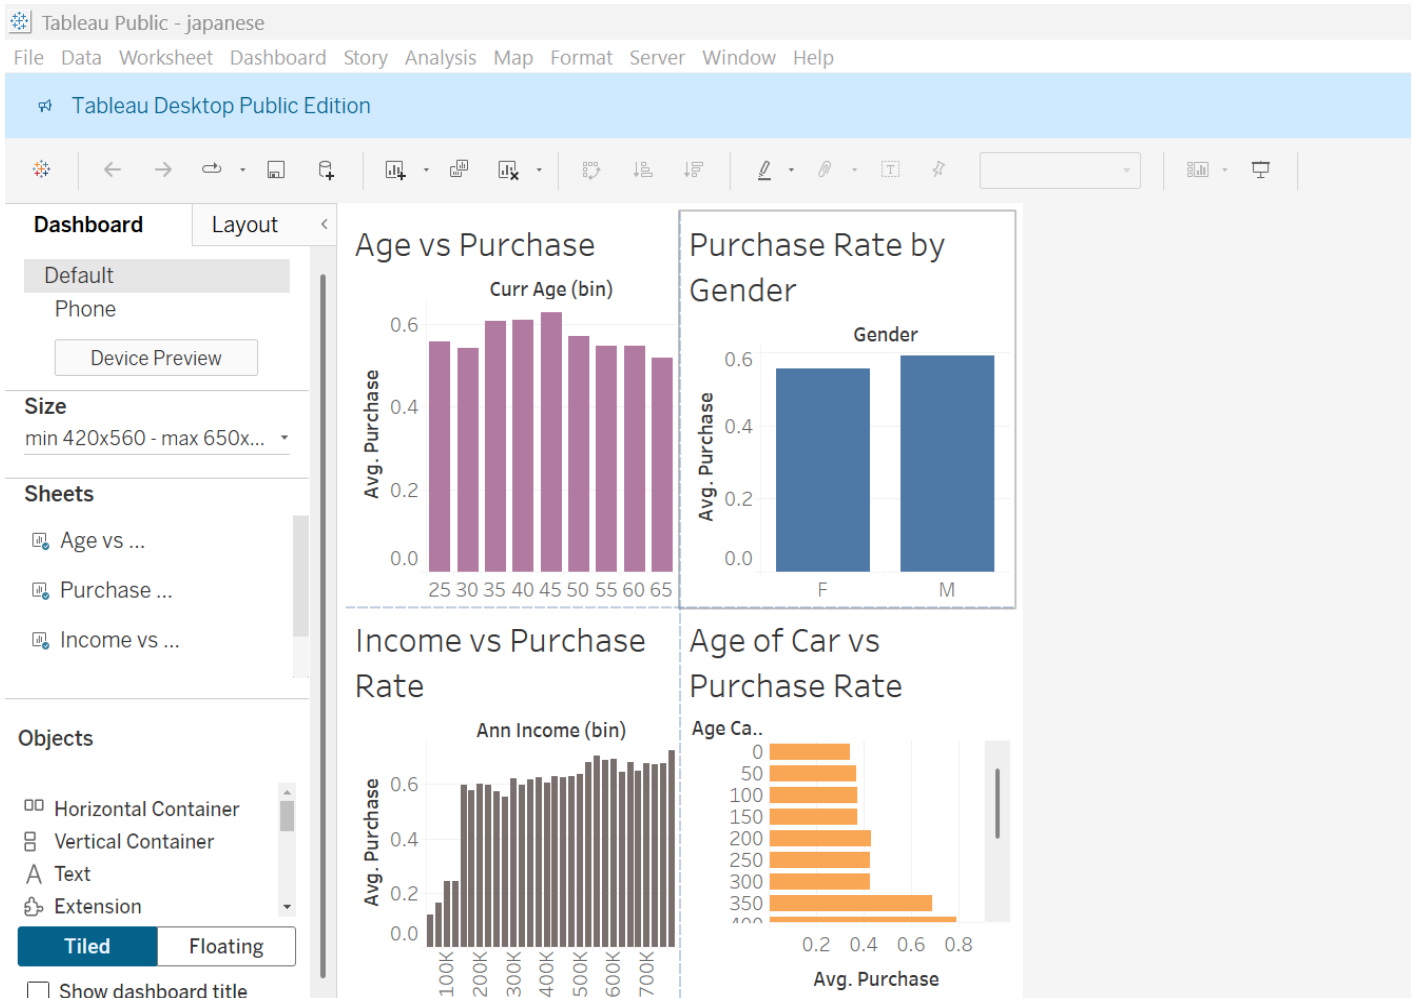 Tableau Public - japanese
File Data Worksheet Dashboard Story Analysis Map Format Server Window Help
Tableau Desktop Public Edition
Dashboard Layout
Default
Phone
Device Preview
Size
min 420x560 - max 650x...
Sheets
Age vs ...
Purchase ...
Income vs ...
Objects
Horizontal Container
Vertical Container
Text
Extension
Tiled Floating
Show dashboard title
Age vs Purchase
Curr Age (bin)
Avg. Purchase
0.6
0.4
0.2
0.0
25 30 35 40 45 50 55 60 65
Purchase Rate by
Gender
Gender
Avg. Purchase
0.6
0.4
0.2
0.0
F M
Income vs Purchase
Rate
Ann Income (bin)
Avg. Purchase
0.6
0.4
0.2
0.0
100K 200K 300K 400K 500K 600K 700K
Age of Car vs
Purchase Rate
Age Ca..
0
50
100
150
200
250
300
350
400
0.2 0.4 0.6 0.8
Avg. Purchase